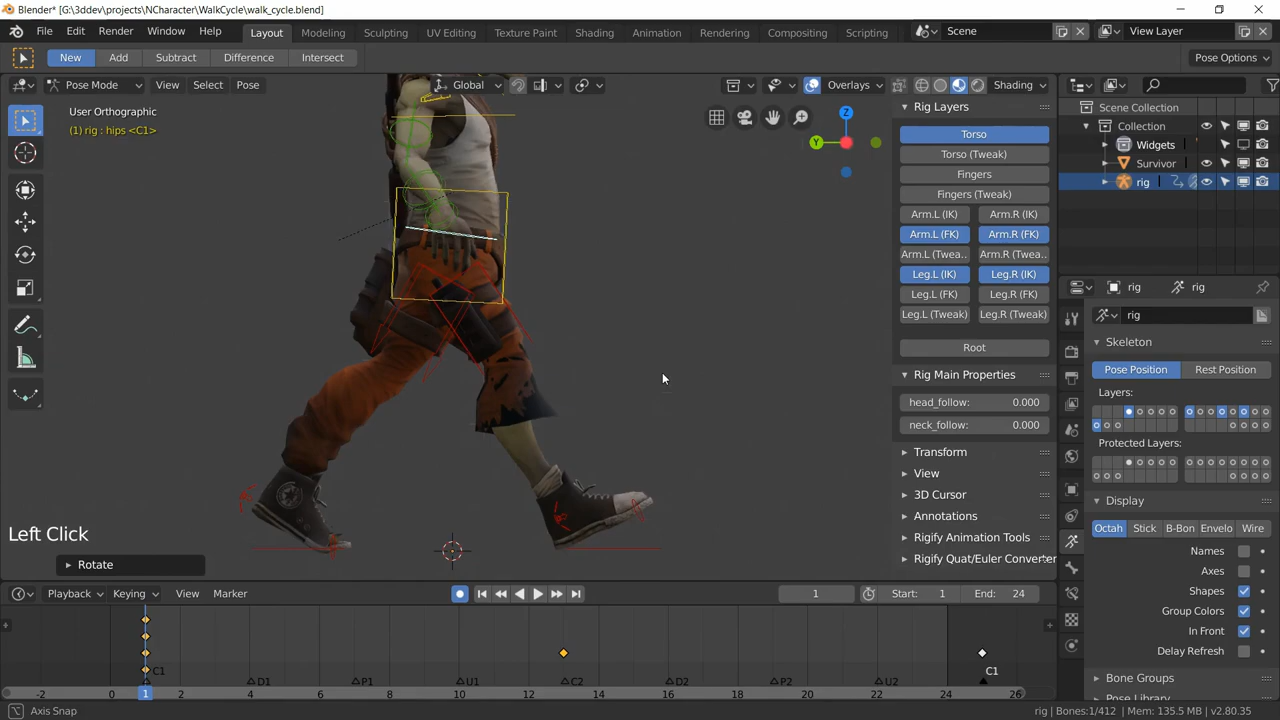 Blender* [G:\3ddev\projects\NCharacter\WalkCycle\walk_cycle.blend]
File Edit Render Window Help Layout Modeling Sculpting UV Editing Texture Paint Shading Animation Rendering Compositing Scripting Scene View Layer
New Add Subtract Difference Intersect Pose Options
Pose Mode View Select Pose Global Overlays Shading
User Orthographic
(1) rig : hips <C1>
Z
Y
Left Click
Rotate
Rig Layers
Torso
Torso (Tweak)
Fingers
Fingers (Tweak)
Arm.L (IK) Arm.R (IK)
Arm.L (FK) Arm.R (FK)
Arm.L (Twea.. Arm.R (Twea..
Leg.L (IK) Leg.R (IK)
Leg.L (FK) Leg.R (FK)
Leg.L (Tweak) Leg.R (Tweak)
Root
Rig Main Properties
head_follow: 0.000
neck_follow: 0.000
Transform
View
3D Cursor
Annotations
Rigify Animation Tools
Rigify Quat/Euler Converter
Scene Collection
Collection
Widgets
Survivor
rig
rig rig
rig
Skeleton
Pose Position Rest Position
Layers:
Protected Layers:
Display
Octah Stick B-Bon Envelo Wire
Names
Axes
Shapes
Group Colors
In Front
Delay Refresh
Bone Groups
Pose Library
Playback Keying View Marker 1 Start: 1 End: 24
C1 D1 P1 U1 C2 D2 P2 U2 C1
-2 0 1 2 4 6 8 10 12 14 16 18 20 22 24 26
Axis Snap rig | Bones:1/412 | Mem: 135.5 MB | v2.80.35